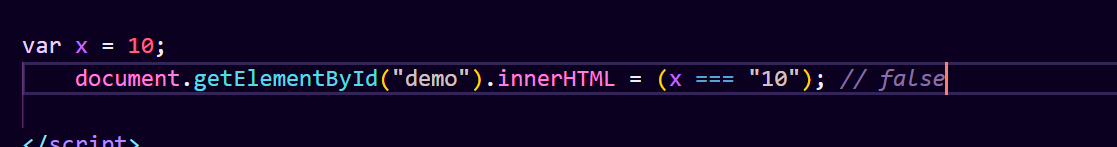 var x = 10;
document.getElementById("demo").innerHTML = (x === "10"); // false
</script>